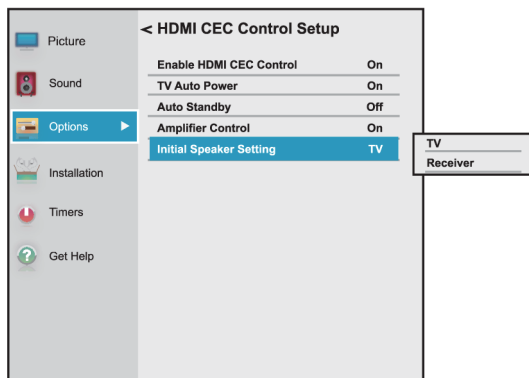 Picture
Sound
Options
Installation
Timers
Get Help
< HDMI CEC Control Setup
Enable HDMI CEC Control On
TV Auto Power On
Auto Standby Off
Amplifier Control On
Initial Speaker Setting TV
TV
Receiver